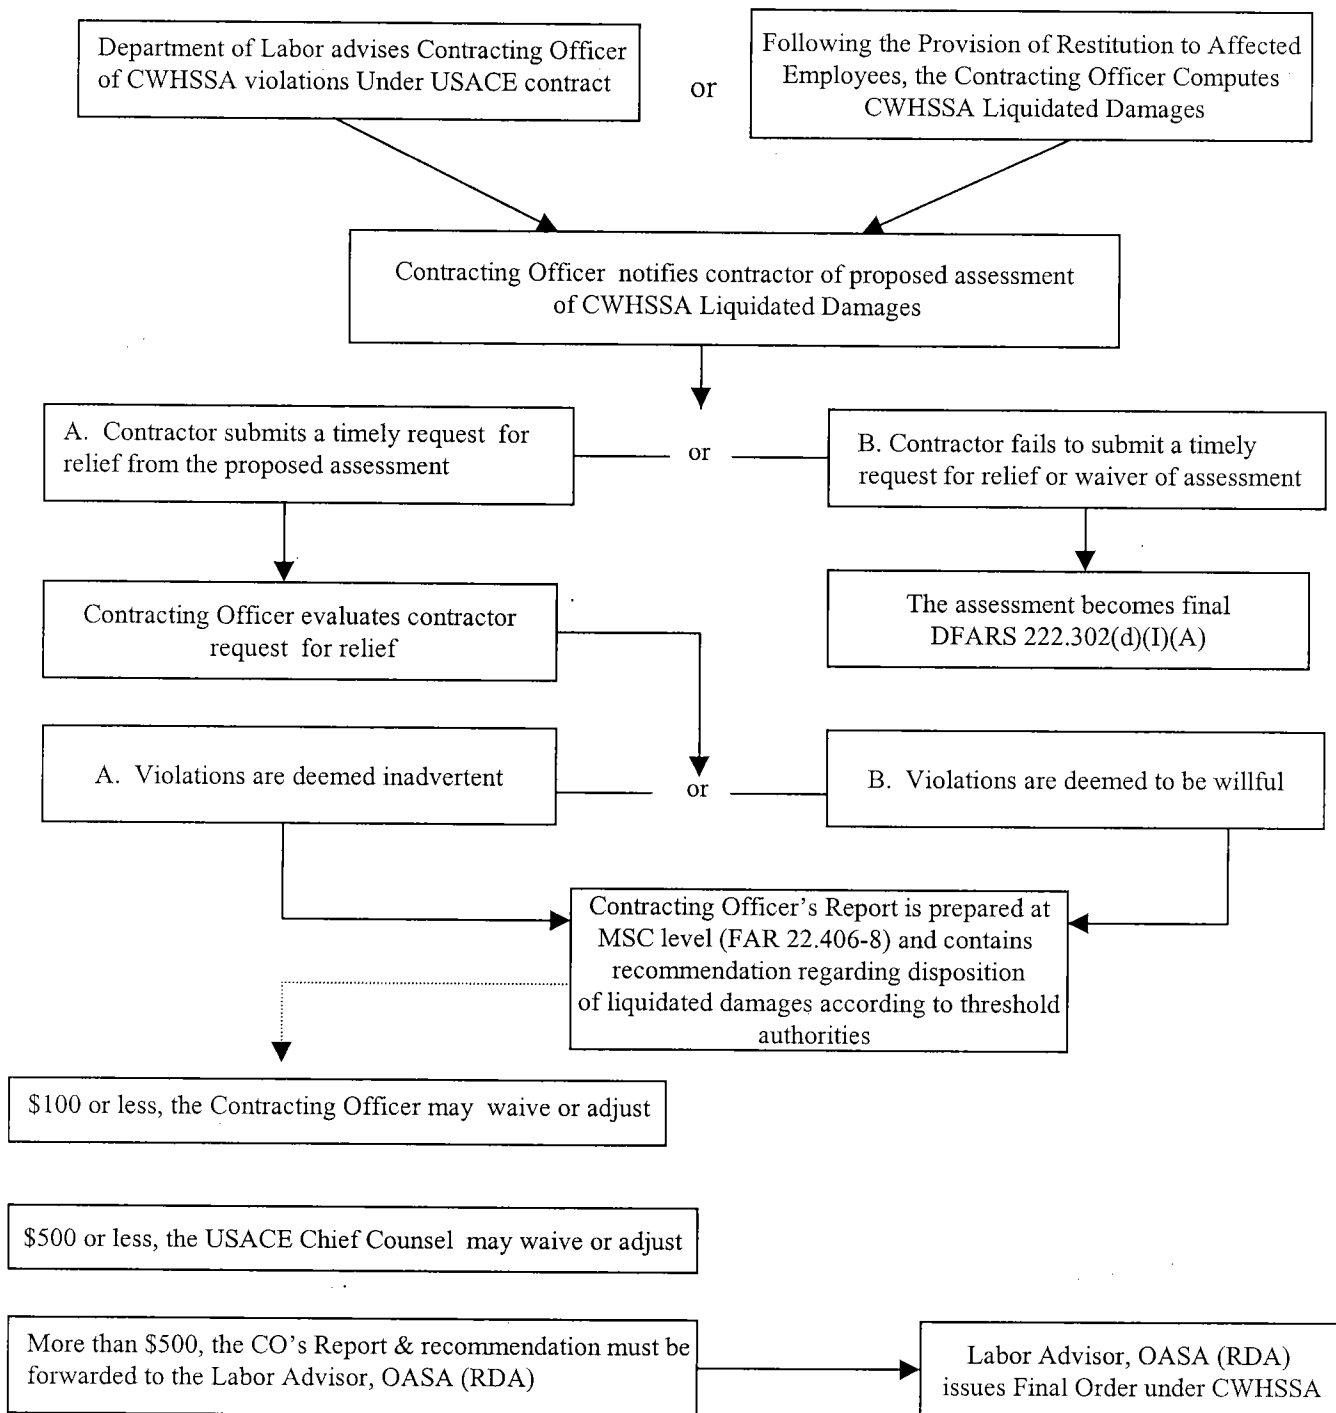 Department of Labor advises Contracting Officer
of CWHSSA violations Under USACE contract
or
Following the Provision of Restitution to Affected
Employees, the Contracting Officer Computes
CWHSSA Liquidated Damages
Contracting Officer notifies contractor of proposed assessment
of CWHSSA Liquidated Damages
A. Contractor submits a timely request for
relief from the proposed assessment
or
B. Contractor fails to submit a timely
request for relief or waiver of assessment
Contracting Officer evaluates contractor
request for relief
The assessment becomes final
DFARS 222.302(d)(I)(A)
A. Violations are deemed inadvertent
or
B. Violations are deemed to be willful
Contracting Officer's Report is prepared at
MSC level (FAR 22.406-8) and contains
recommendation regarding disposition
of liquidated damages according to threshold
authorities
$100 or less, the Contracting Officer may waive or adjust
$500 or less, the USACE Chief Counsel may waive or adjust
More than $500, the CO's Report & recommendation must be
forwarded to the Labor Advisor, OASA (RDA)
Labor Advisor, OASA (RDA)
issues Final Order under CWHSSA